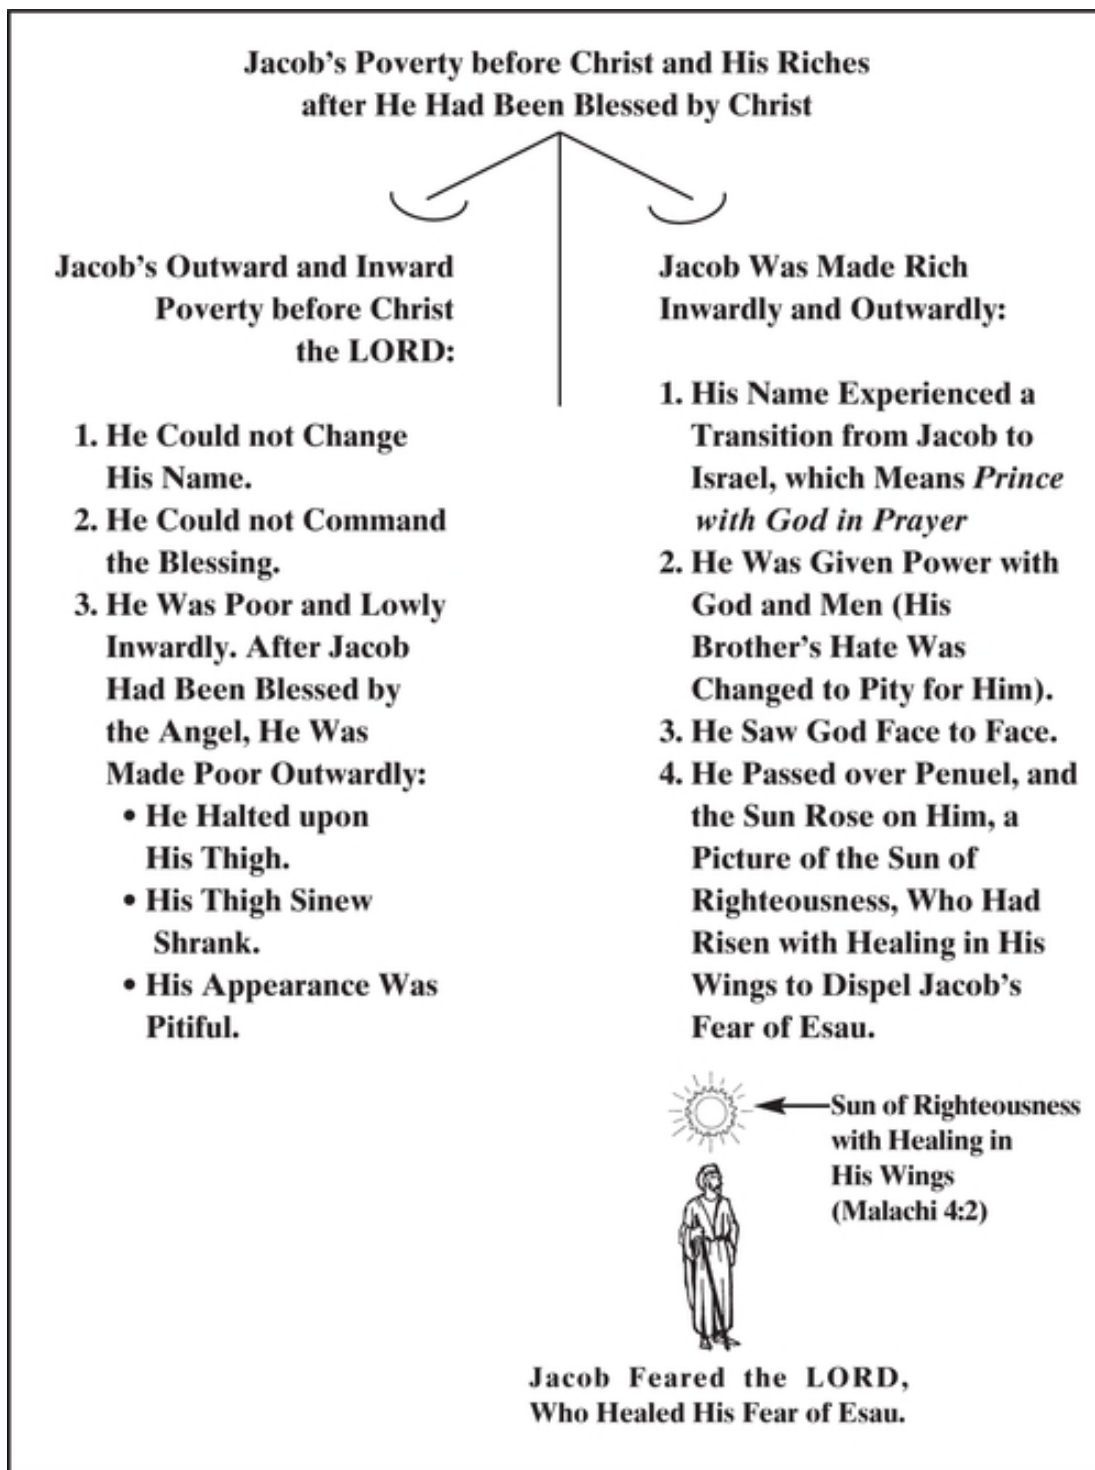 Jacob's Poverty before Christ and His Riches
after He Had Been Blessed by Christ
Jacob's Outward and Inward
Poverty before Christ
the LORD:
1. He Could not Change
His Name.
2. He Could not Command
the Blessing.
3. He Was Poor and Lowly
Inwardly. After Jacob
Had Been Blessed by
the Angel, He Was
Made Poor Outwardly:
• He Halted upon
His Thigh.
• His Thigh Sinew
Shrank.
• His Appearance Was
Pitiful.
Jacob Was Made Rich
Inwardly and Outwardly:
1. His Name Experienced a
Transition from Jacob to
Israel, which Means Prince
with God in Prayer
2. He Was Given Power with
God and Men (His
Brother's Hate Was
Changed to Pity for Him).
3. He Saw God Face to Face.
4. He Passed over Penuel, and
the Sun Rose on Him, a
Picture of the Sun of
Righteousness, Who Had
Risen with Healing in His
Wings to Dispel Jacob's
Fear of Esau.
Sun of Righteousness
with Healing in
His Wings
(Malachi 4:2)
Jacob Feared the LORD,
Who Healed His Fear of Esau.